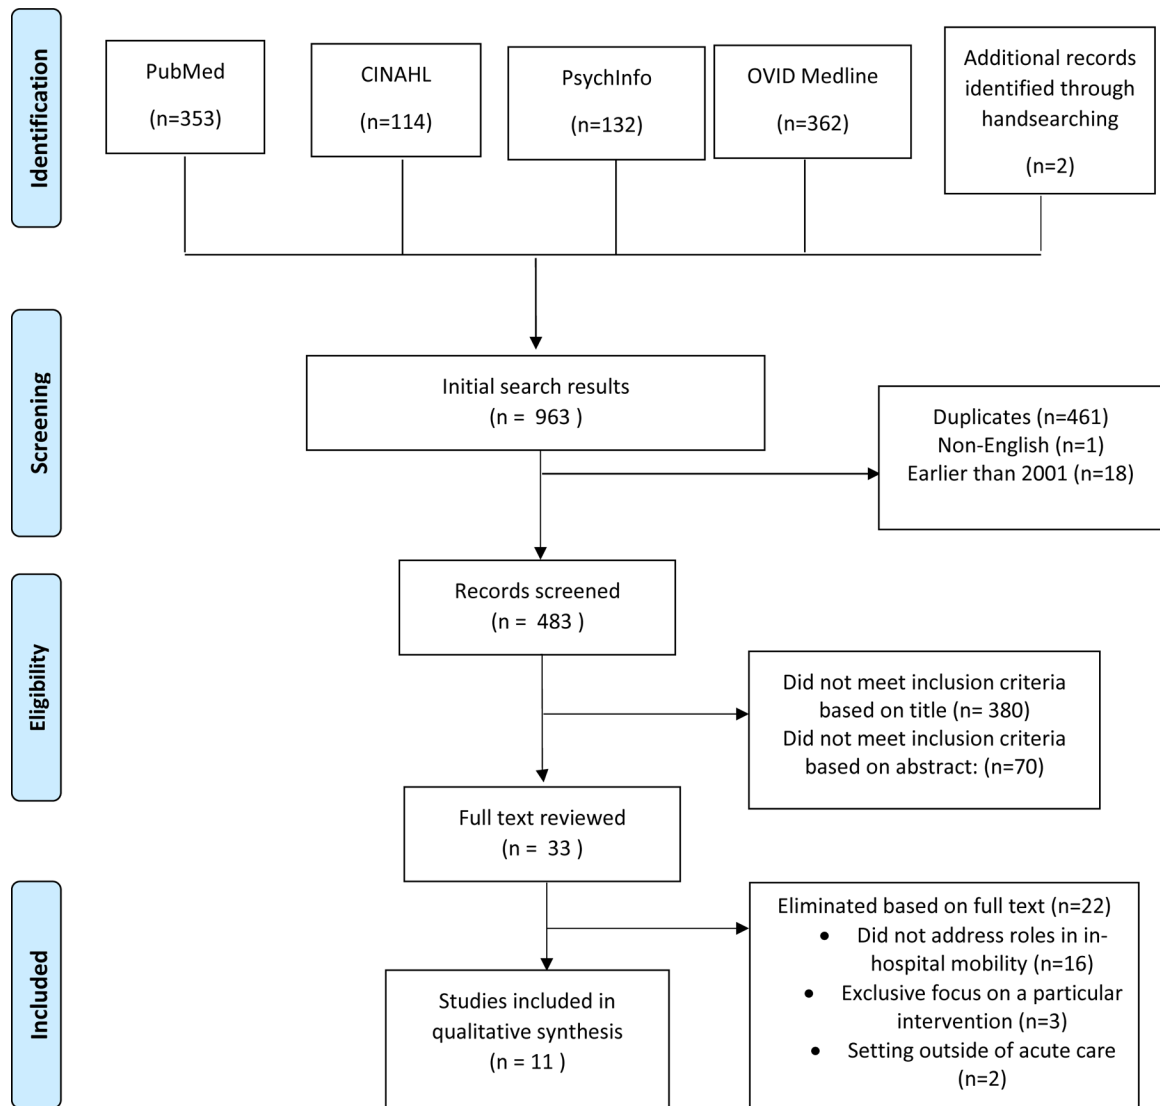 Identification
PubMed
(n=353)
CINAHL
(n=114)
PsychInfo
(n=132)
OVID Medline
(n=362)
Additional records
identified through
handsearching
(n=2)
Screening
Initial search results
(n = 963 )
Duplicates (n=461)
Non-English (n=1)
Earlier than 2001 (n=18)
Eligibility
Records screened
(n = 483 )
Did not meet inclusion criteria
based on title (n= 380)
Did not meet inclusion criteria
based on abstract: (n=70)
Full text reviewed
(n = 33 )
Included
Eliminated based on full text (n=22)
• Did not address roles in in-
hospital mobility (n=16)
• Exclusive focus on a particular
intervention (n=3)
• Setting outside of acute care
(n=2)
Studies included in
qualitative synthesis
(n = 11 )